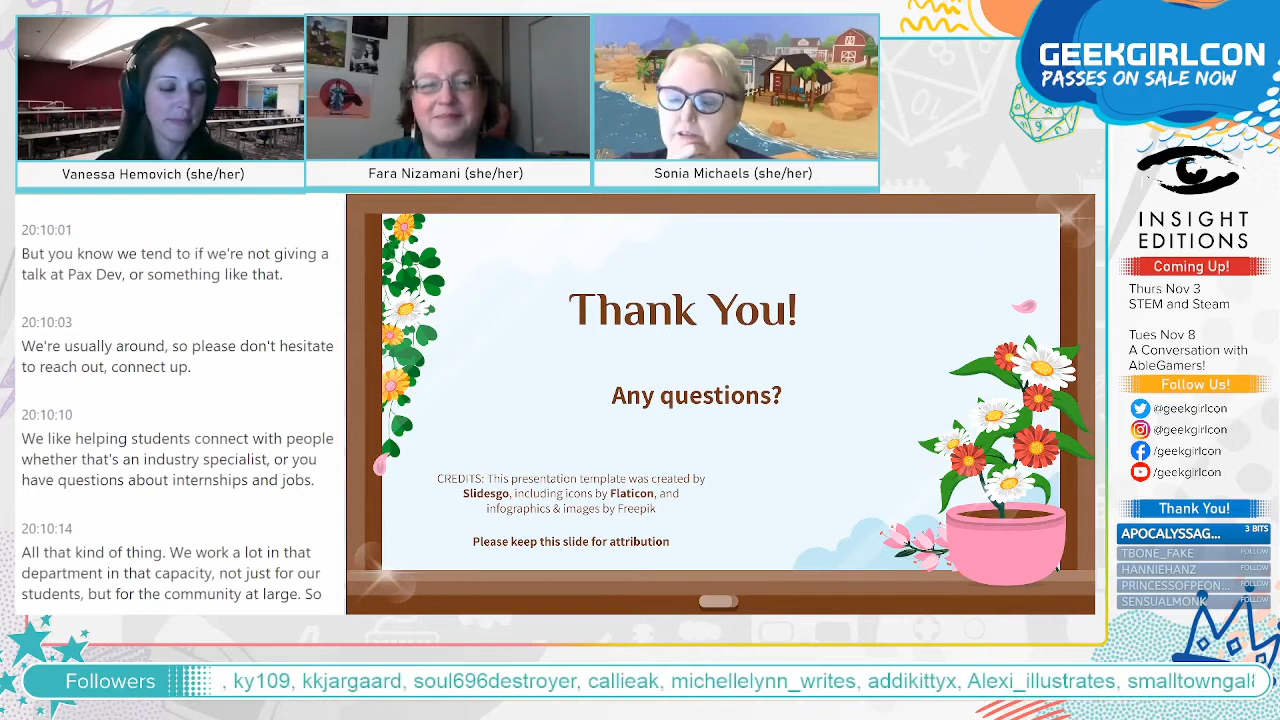 GEEKGIRLCON
PASSES ON SALE NOW
Vanessa Hemovich (she/her)
Fara Nizamani (she/her)
Sonia Michaels (she/her)
20:10:01
But you know we tend to if we're not giving a
talk at Pax Dev, or something like that.
20:10:03
We're usually around, so please don't hesitate
to reach out, connect up.
20:10:10
We like helping students connect with people
whether that's an industry specialist, or you
have questions about internships and jobs.
20:10:14
All that kind of thing. We work a lot in that
department in that capacity, not just for our
students, but for the community at large. So
Thank You!
Any questions?
CREDITS: This presentation template was created by
Slidesgo, including icons by Flaticon, and
infographics & images by Freepik
Please keep this slide for attribution
INSIGHT
EDITIONS
Coming Up!
Thurs Nov 3
STEM and Steam
Tues Nov 8
A Conversation with
AbleGamers!
Follow Us!
@geekgirlcon
@geekgirlcon
/geekgirlcon
/geekgirlcon
Thank You!
APOCALYSSAG... 3 BITS
TBONE_FAKE FOLLOW
HANNIEHANZ FOLLOW
PRINCESSOFPEON... FOLLOW
SENSUALMONK FOLLOW
Followers , ky109, kkjargaard, soul696destroyer, callieak, michellelynn_writes, addikittyx, Alexi_illustrates, smalltowngal